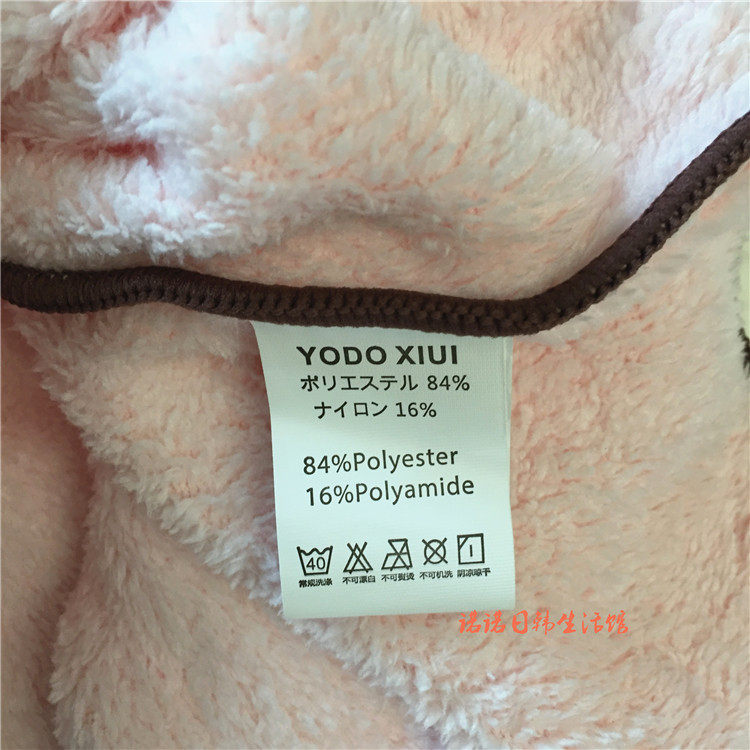 YODO XIUI
ポリエステル 84%
ナイロン 16%
84%Polyester
16%Polyamide
40
常规洗涤 不可漂白 不可熨烫 不可机洗 阴凉晾干
诺诺日韩生活馆